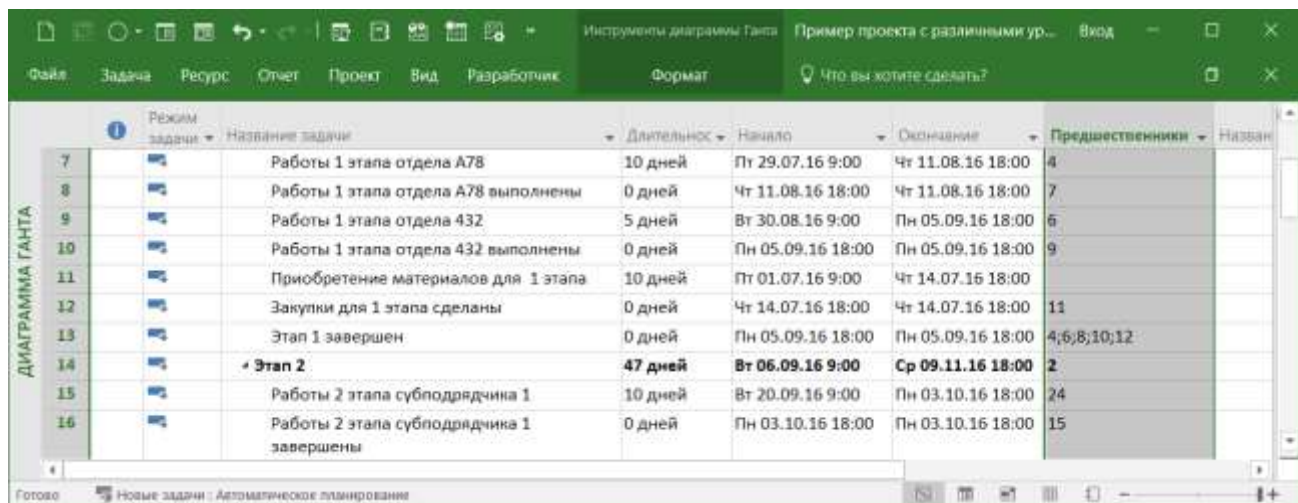 Инструменты диаграммы Ганта Пример проекта с различными ур... Вход
Файл Задача Ресурс Отчет Проект Вид Разработчик Формат Что вы хотите сделать?
Режим задачи Название задачи Длительнос Начало Окончание Предшественники Назван
7 Работы 1 этапа отдела А78 10 дней Пт 29.07.16 9:00 Чт 11.08.16 18:00 4
8 Работы 1 этапа отдела А78 выполнены 0 дней Чт 11.08.16 18:00 Чт 11.08.16 18:00 7
9 Работы 1 этапа отдела 432 5 дней Вт 30.08.16 9:00 Пн 05.09.16 18:00 6
10 Работы 1 этапа отдела 432 выполнены 0 дней Пн 05.09.16 18:00 Пн 05.09.16 18:00 9
11 Приобретение материалов для 1 этапа 10 дней Пт 01.07.16 9:00 Чт 14.07.16 18:00
12 Закупки для 1 этапа сделаны 0 дней Чт 14.07.16 18:00 Чт 14.07.16 18:00 11
13 Этап 1 завершен 0 дней Пн 05.09.16 18:00 Пн 05.09.16 18:00 4;6;8;10;12
14 Этап 2 47 дней Вт 06.09.16 9:00 Ср 09.11.16 18:00 2
15 Работы 2 этапа субподрядчика 1 10 дней Вт 20.09.16 9:00 Пн 03.10.16 18:00 24
16 Работы 2 этапа субподрядчика 1 0 дней Пн 03.10.16 18:00 Пн 03.10.16 18:00 15
завершены
ДИАГРАММА ГАНТА
Готово Новые задачи : Автоматическое планирование